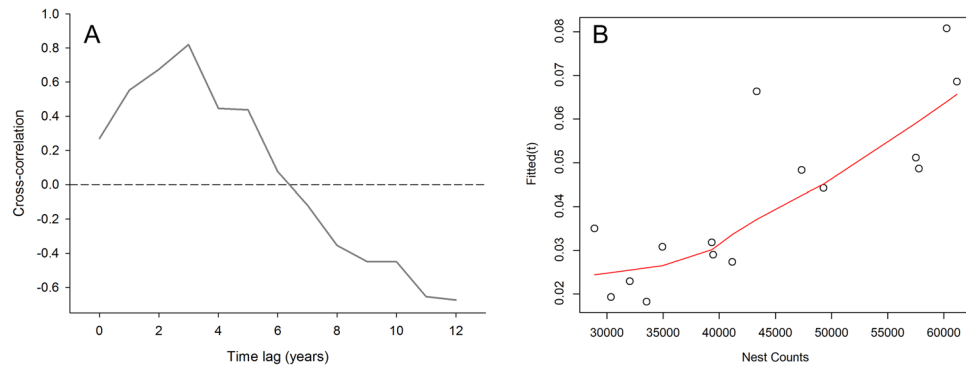 A
1.0
0.8
0.6
0.4
0.2
0.0
-0.2
-0.4
-0.6
Cross-correlation
0 2 4 6 8 10 12
Time lag (years)
B
0.08
0.07
0.06
0.05
0.04
0.03
0.02
Fitted(t)
30000 35000 40000 45000 50000 55000 60000
Nest Counts